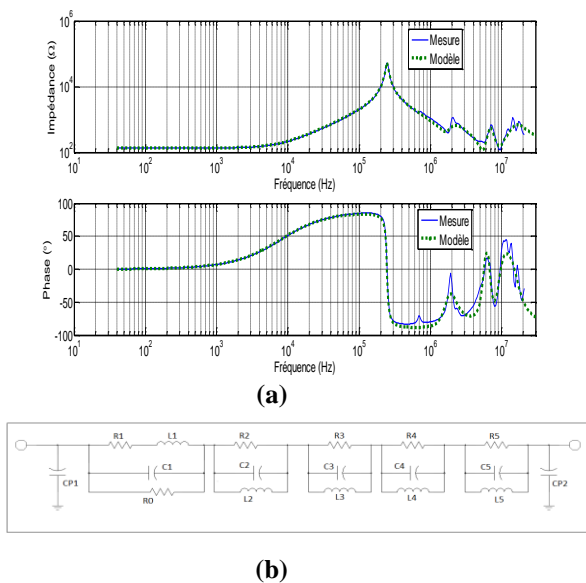 10^6
10^4
10^2
Impédance (Ω)
Mesure
Modèle
10^1 10^2 10^3 10^4 10^5 10^6 10^7
Fréquence (Hz)
100
50
0
-50
-100
Phase (°)
Mesure
Modèle
10^1 10^2 10^3 10^4 10^5 10^6 10^7
Fréquence (Hz)
(a)
R1 L1 R2 R3 R4 R5
CP1 C1 C2 C3 C4 C5 CP2
R0 L2 L3 L4 L5
(b)